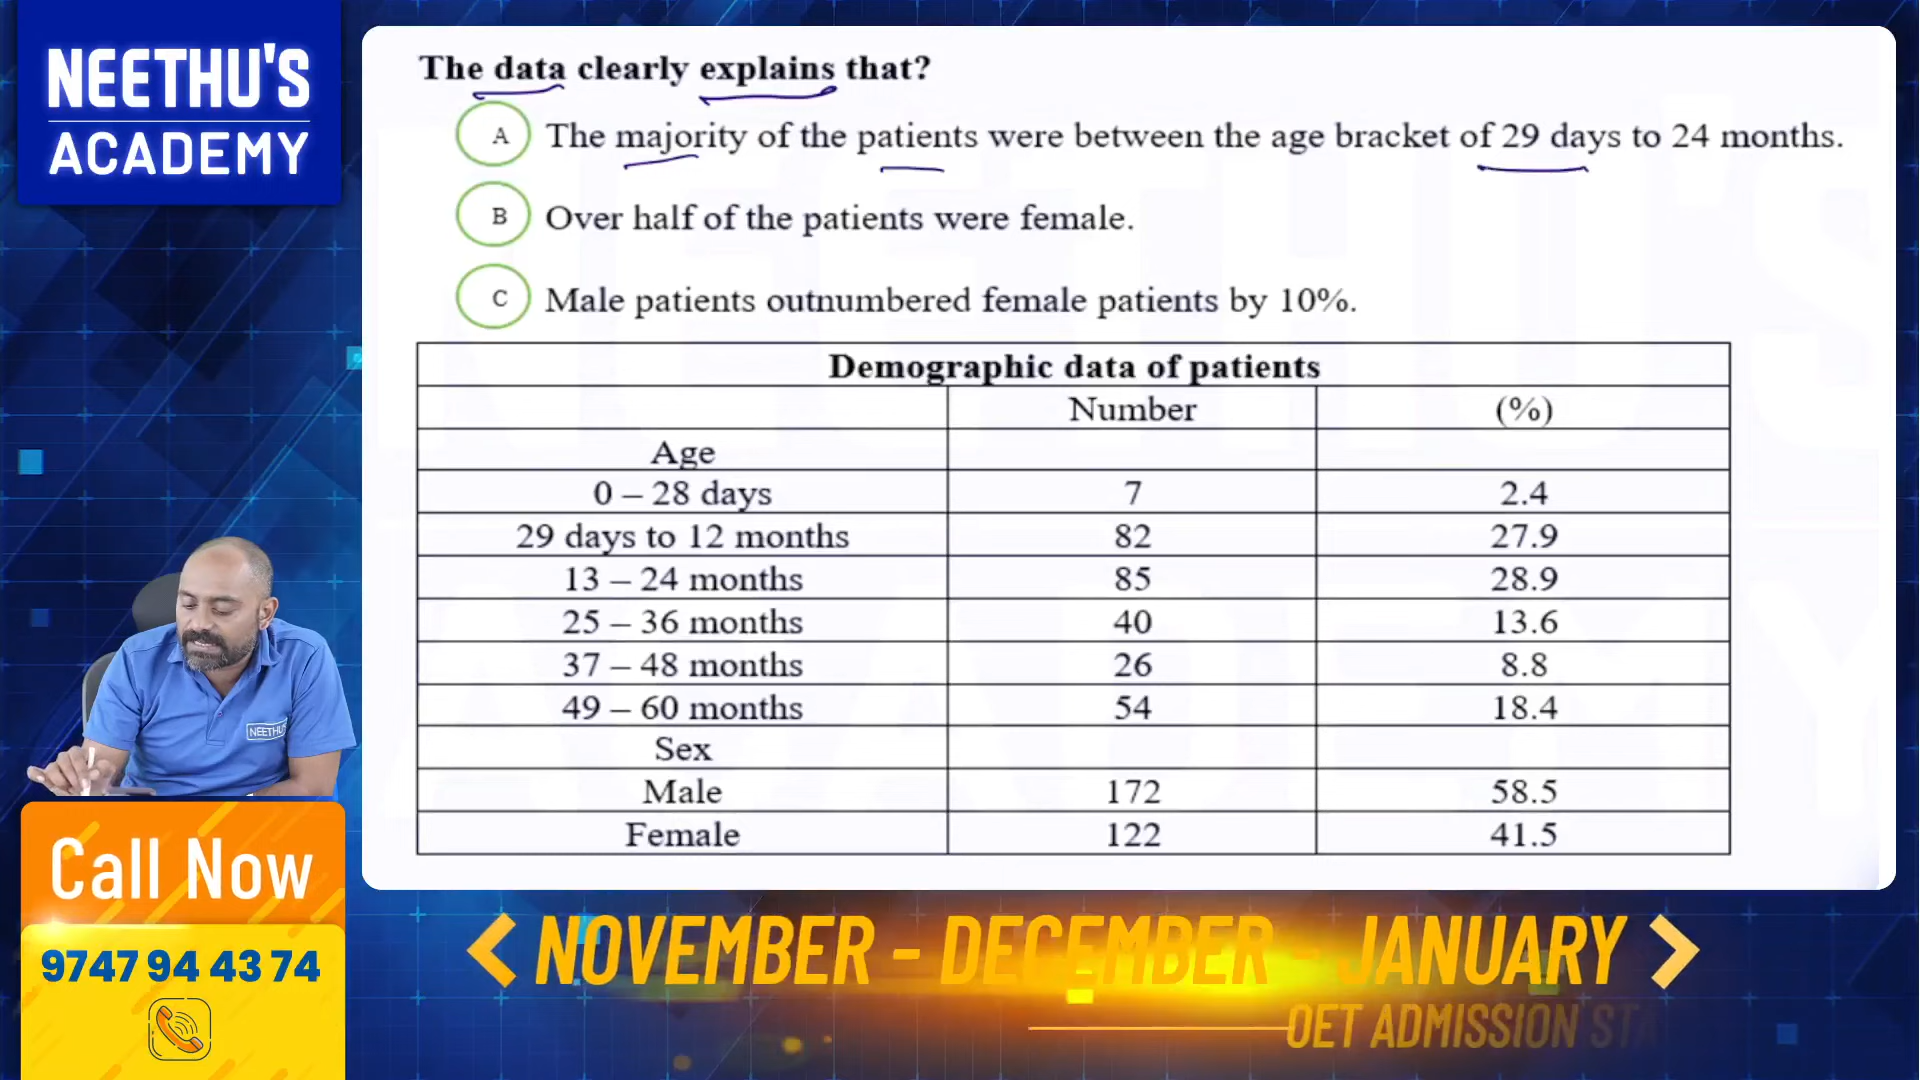 NEETHU'S
ACADEMY
The data clearly explains that?
A The majority of the patients were between the age bracket of 29 days to 24 months.
B Over half of the patients were female.
C Male patients outnumbered female patients by 10%.
Demographic data of patients
Number (%)
Age
0 – 28 days 7 2.4
29 days to 12 months 82 27.9
13 – 24 months 85 28.9
25 – 36 months 40 13.6
37 – 48 months 26 8.8
49 – 60 months 54 18.4
Sex
Male 172 58.5
Female 122 41.5
Call Now
9747 94 43 74
NOVEMBER - DECEMBER - JANUARY
OET ADMISSION